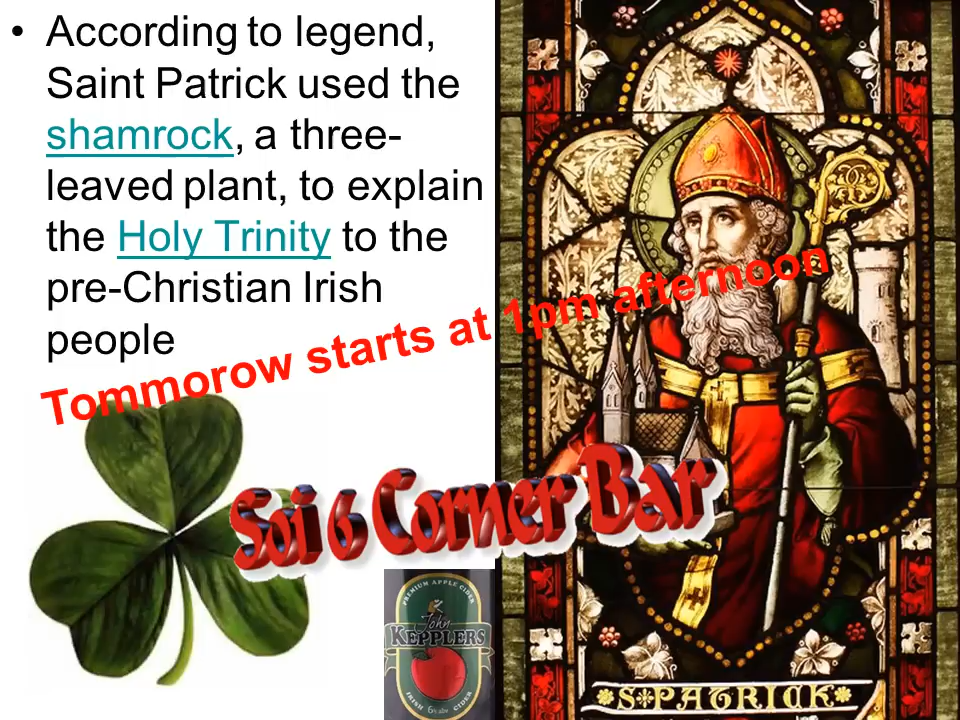 • According to legend,
Saint Patrick used the
shamrock, a three-
leaved plant, to explain
the Holy Trinity to the
pre-Christian Irish
people
Tommorow starts at 1pm afternoon
Soi 6 Corner Bar
PREMIUM APPLE CIDER
John
KEPPLERS
IRISH 6% alc CIDER
S PATRICK